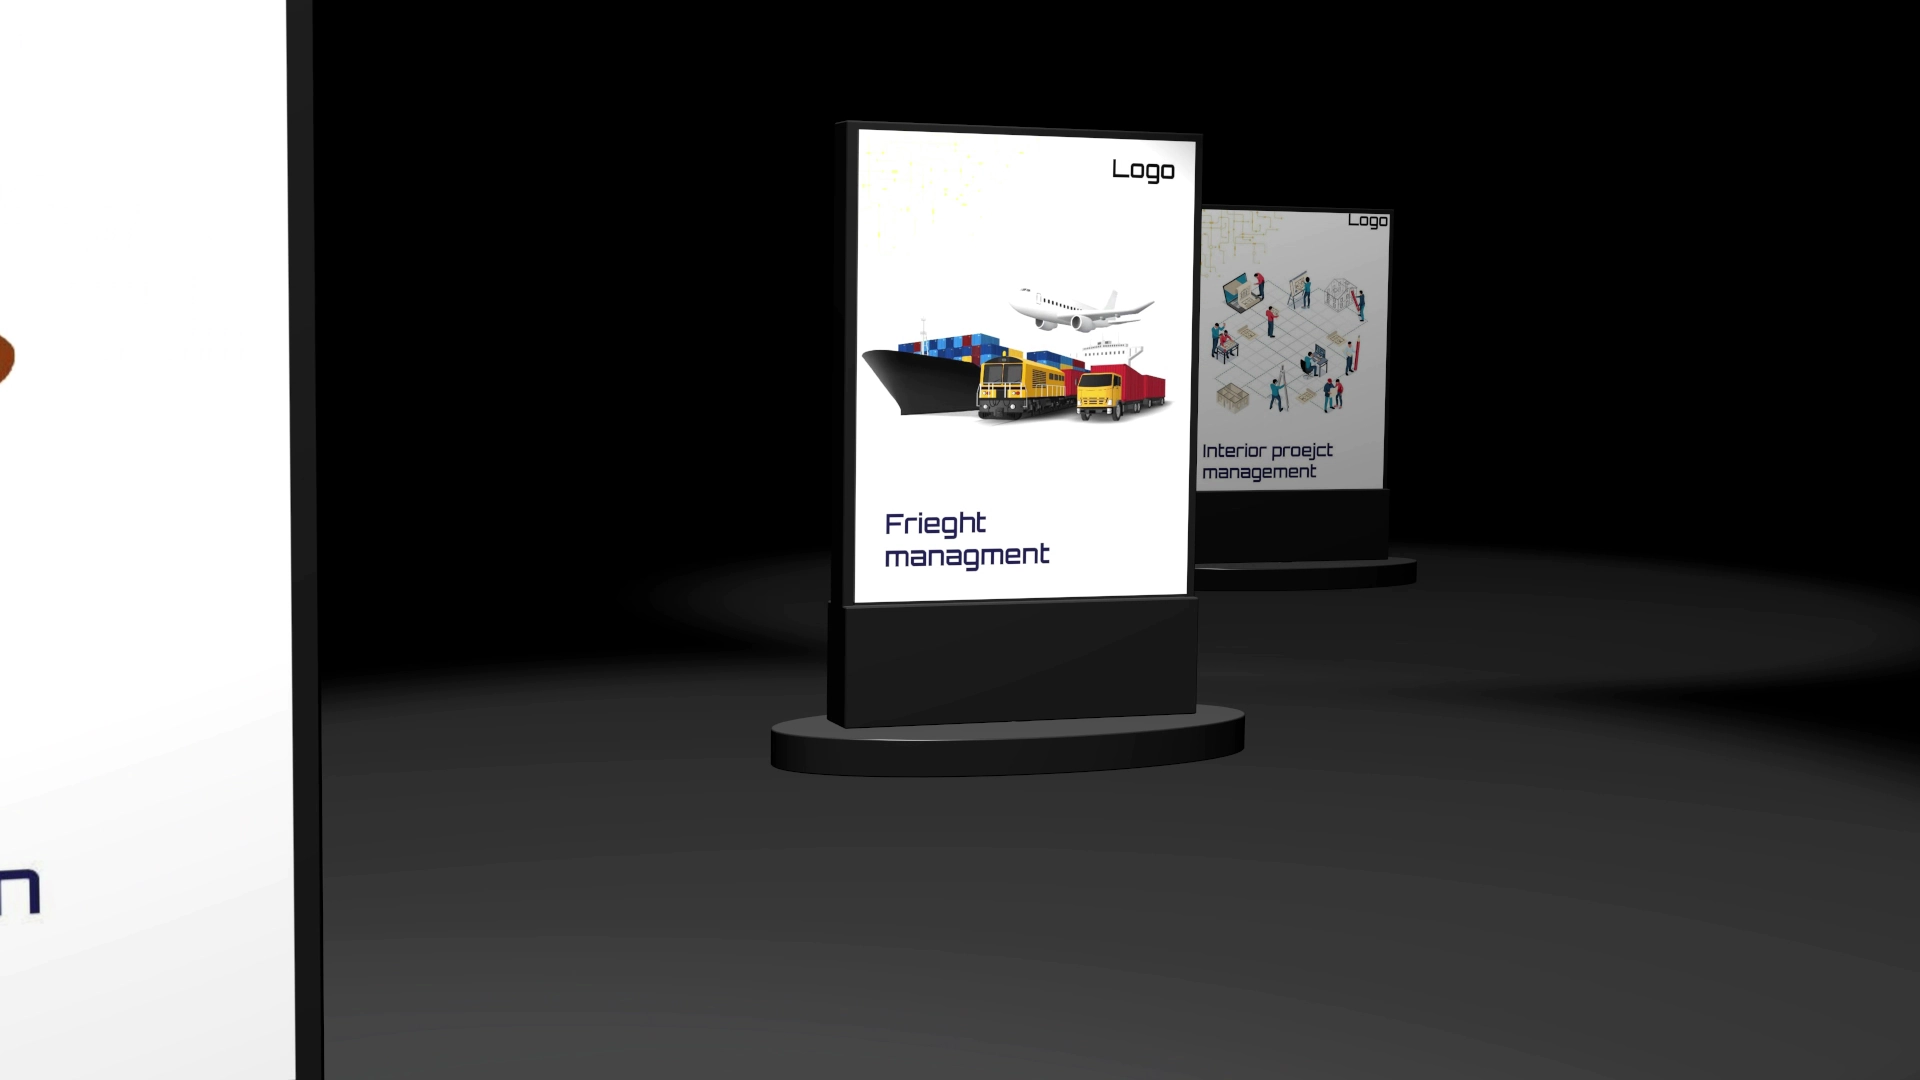 Logo
Frieght
managment
Logo
Interior proejct
management
n